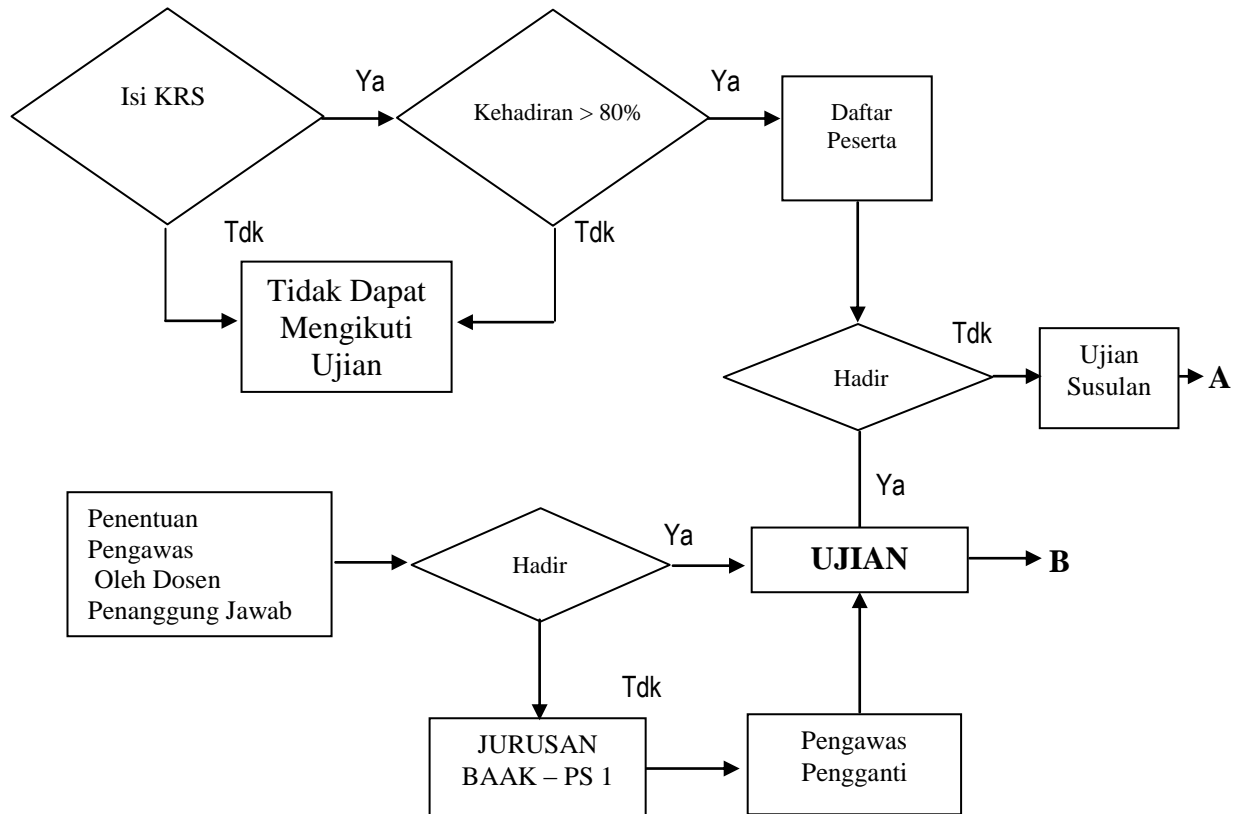 Isi KRS
Ya
Kehadiran > 80%
Ya
Daftar
Peserta
Tdk
Tdk
Tidak Dapat
Mengikuti
Ujian
Hadir
Tdk
Ujian
Susulan
A
Ya
Penentuan
Pengawas
Oleh Dosen
Penanggung Jawab
Hadir
Ya
UJIAN
B
Tdk
JURUSAN
BAAK – PS 1
Pengawas
Pengganti